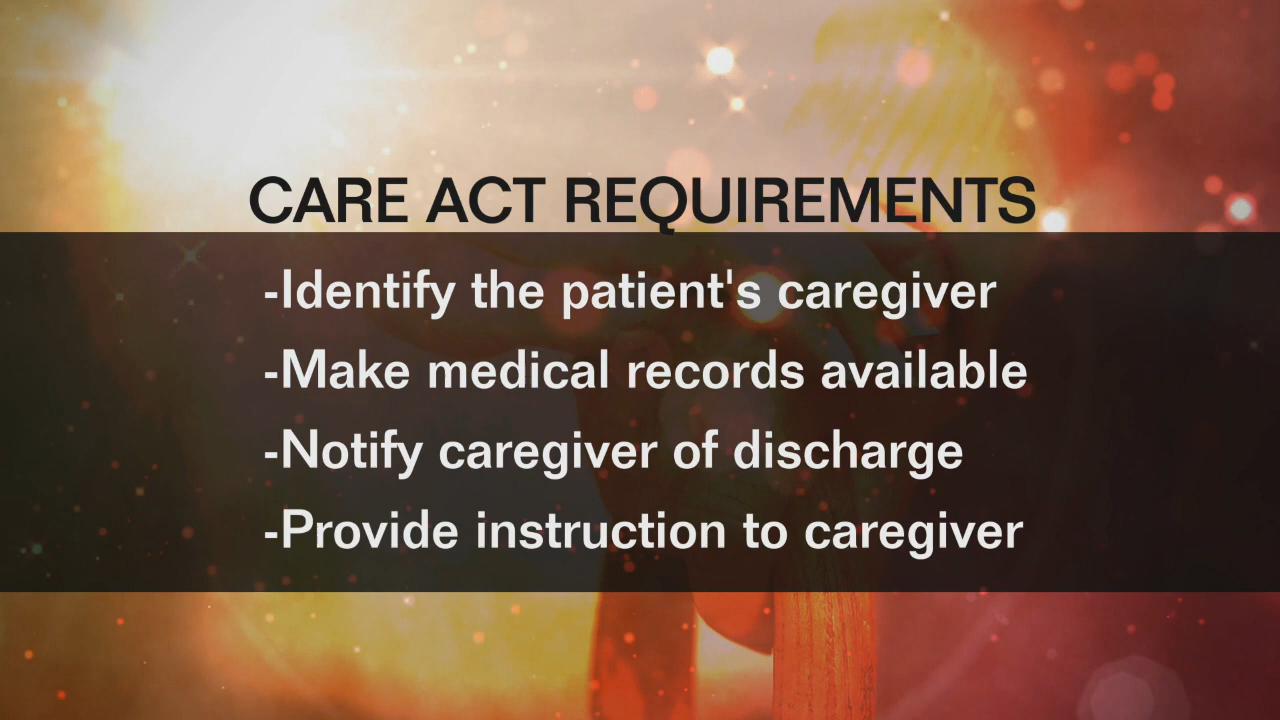 CARE ACT REQUIREMENTS
-Identify the patient's caregiver
-Make medical records available
-Notify caregiver of discharge
-Provide instruction to caregiver